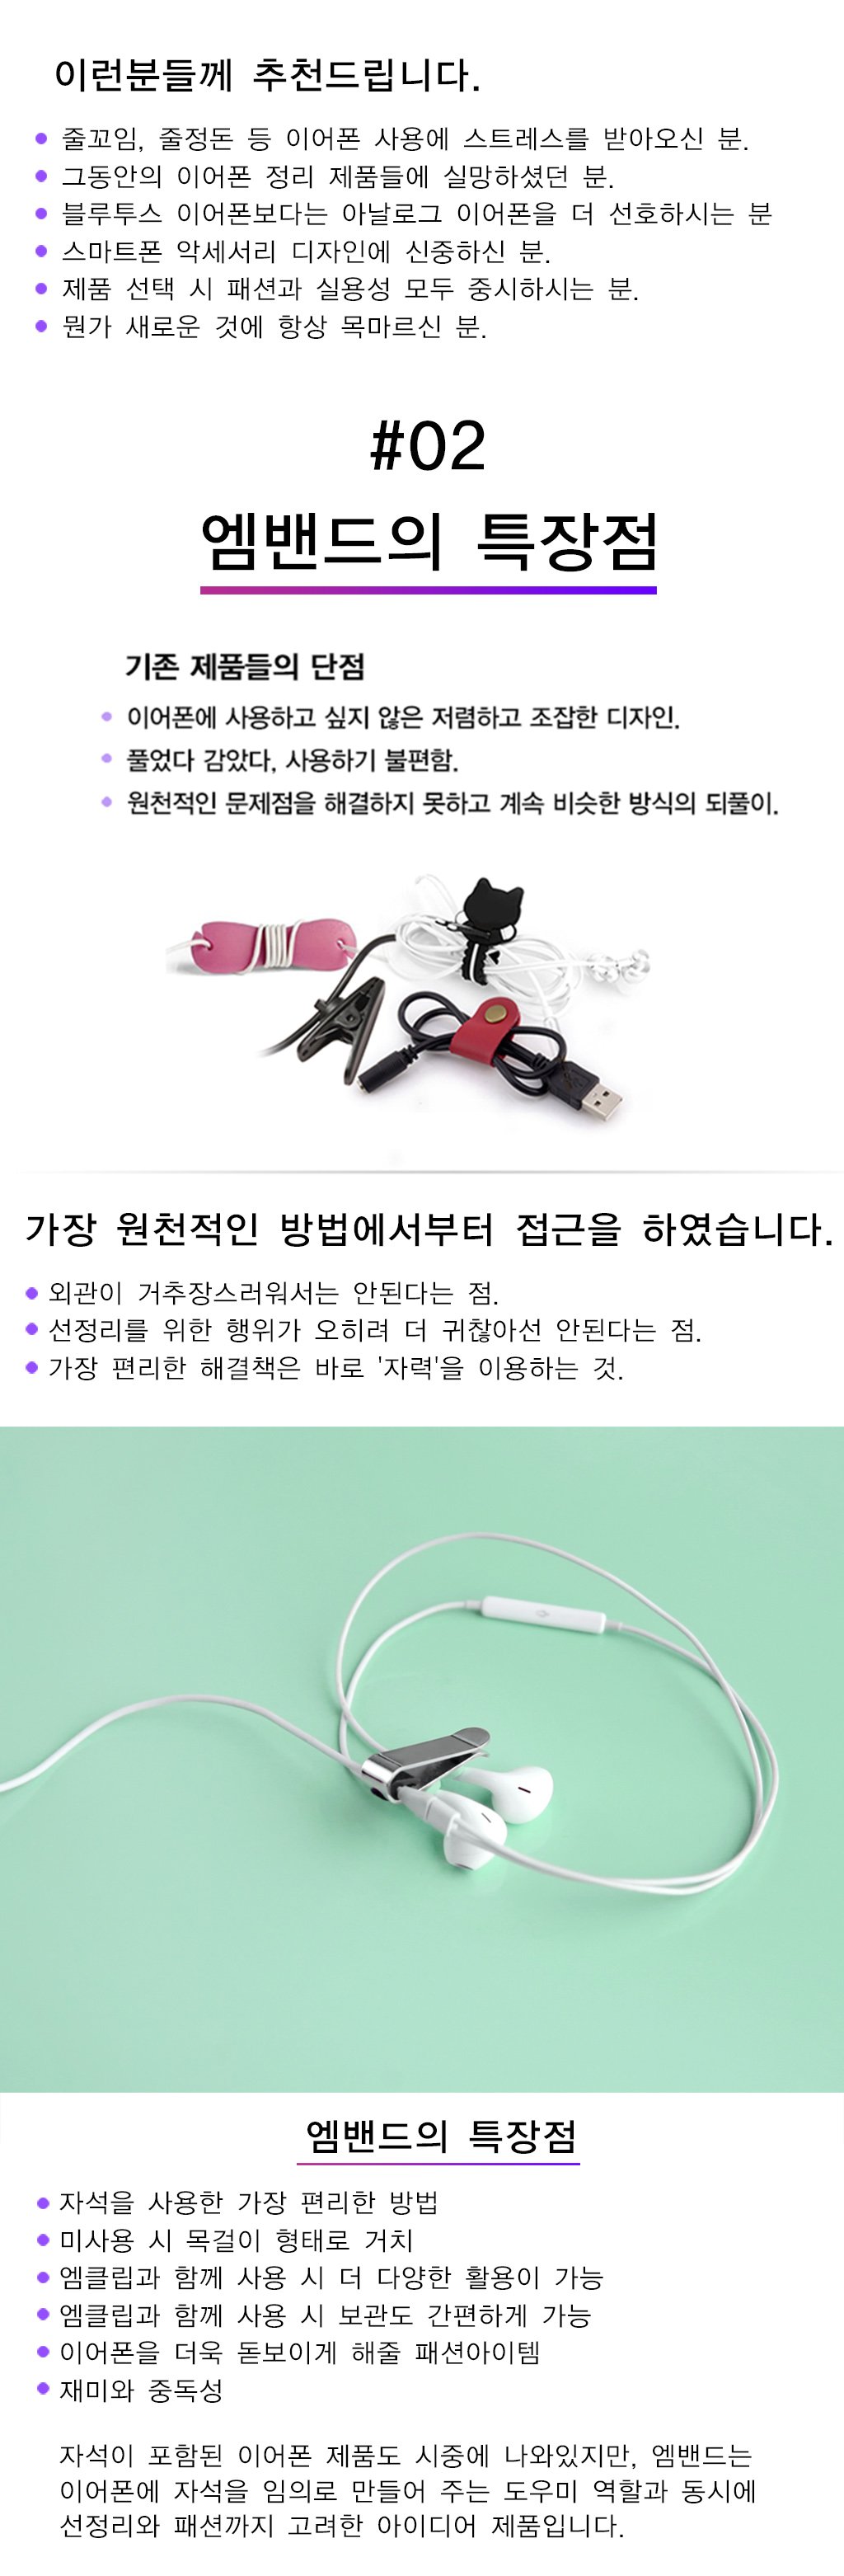 이런분들께 추천드립니다.
줄꼬임, 줄정돈 등 이어폰 사용에 스트레스를 받아오신 분.
그동안의 이어폰 정리 제품들에 실망하셨던 분.
블루투스 이어폰보다는 아날로그 이어폰을 더 선호하시는 분
스마트폰 악세서리 디자인에 신중하신 분.
제품 선택 시 패션과 실용성 모두 중시하시는 분.
뭔가 새로운 것에 항상 목마르신 분.
#02
엠밴드의 특장점
기존 제품들의 단점
이어폰에 사용하고 싶지 않은 저렴하고 조잡한 디자인.
풀었다 감았다, 사용하기 불편함.
원천적인 문제점을 해결하지 못하고 계속 비슷한 방식의 되풀이.
가장 원천적인 방법에서부터 접근을 하였습니다.
외관이 거추장스러워서는 안된다는 점.
선정리를 위한 행위가 오히려 더 귀찮아선 안된다는 점.
가장 편리한 해결책은 바로 '자력'을 이용하는 것.
엠밴드의 특장점
자석을 사용한 가장 편리한 방법
미사용 시 목걸이 형태로 거치
엠클립과 함께 사용 시 더 다양한 활용이 가능
엠클립과 함께 사용 시 보관도 간편하게 가능
이어폰을 더욱 돋보이게 해줄 패션아이템
재미와 중독성
자석이 포함된 이어폰 제품도 시중에 나와있지만, 엠밴드는
이어폰에 자석을 임의로 만들어 주는 도우미 역할과 동시에
선정리와 패션까지 고려한 아이디어 제품입니다.